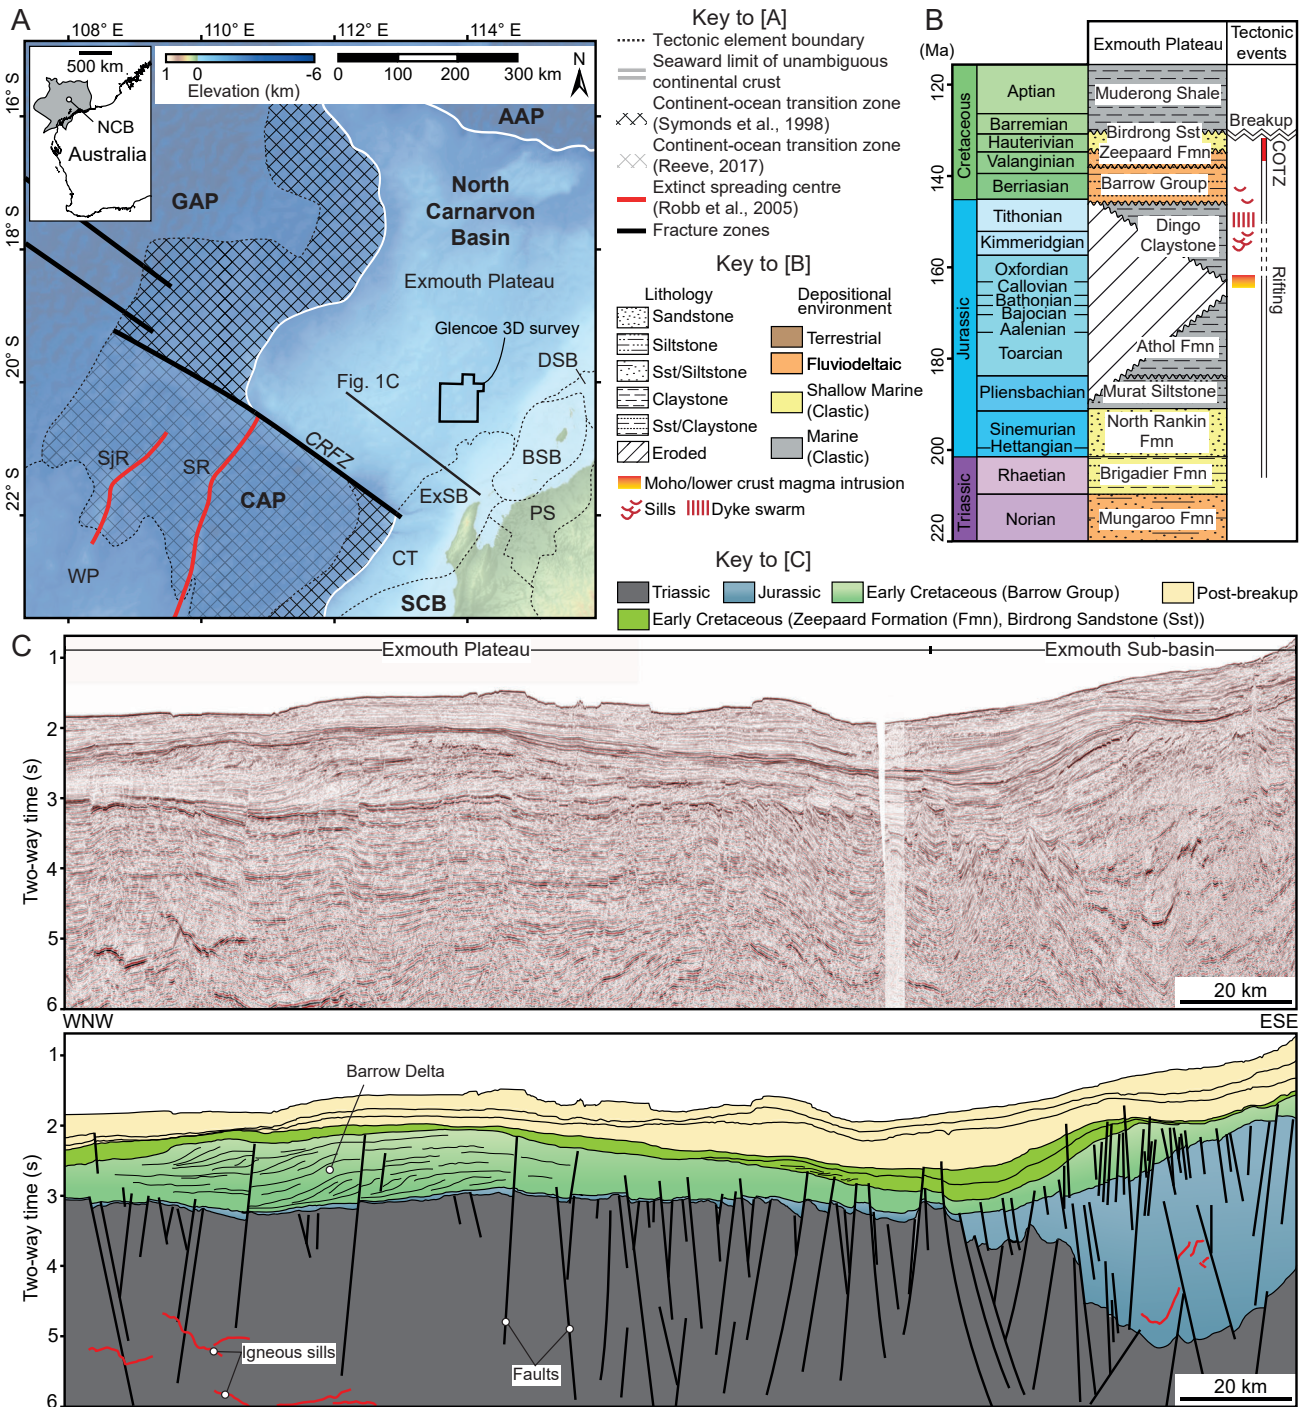 A
108° E
110° E
112° E
114° E
16° S
18° S
20° S
22° S
500 km
NCB
Australia
1
0
-6
Elevation (km)
0
100
200
300 km
N
AAP
GAP
North
Carnarvon
Basin
Exmouth Plateau
Glencoe 3D survey
DSB
Fig. 1C
CRFZ
BSB
SjR
SR
CAP
ExSB
PS
WP
CT
SCB
Key to [A]
Tectonic element boundary
Seaward limit of unambiguous
continental crust
Continent-ocean transition zone
(Symonds et al., 1998)
Continent-ocean transition zone
(Reeve, 2017)
Extinct spreading centre
(Robb et al., 2005)
Fracture zones
Key to [B]
Lithology
Sandstone
Siltstone
Sst/Siltstone
Claystone
Sst/Claystone
Eroded
Depositional
environment
Terrestrial
Fluviodeltaic
Shallow Marine
(Clastic)
Marine
(Clastic)
Moho/lower crust magma intrusion
Sills
Dyke swarm
B
(Ma)
Exmouth Plateau
Tectonic
events
120
140
160
180
200
220
Cretaceous
Jurassic
Triassic
Aptian
Barremian
Hauterivian
Valanginian
Berriasian
Tithonian
Kimmeridgian
Oxfordian
Callovian
Bathonian
Bajocian
Aalenian
Toarcian
Pliensbachian
Sinemurian
Hettangian
Rhaetian
Norian
Muderong Shale
Birdrong Sst
Zeepaard Fmn
Barrow Group
Dingo
Claystone
Athol Fmn
Murat Siltstone
North Rankin
Fmn
Brigadier Fmn
Mungaroo Fmn
Breakup
COTZ
Rifting
Key to [C]
Triassic
Jurassic
Early Cretaceous (Barrow Group)
Post-breakup
Early Cretaceous (Zeepaard Formation (Fmn), Birdrong Sandstone (Sst))
C
Exmouth Plateau
Exmouth Sub-basin
Two-way time (s)
1
2
3
4
5
6
20 km
WNW
ESE
Two-way time (s)
1
2
3
4
5
6
Barrow Delta
Igneous sills
Faults
20 km